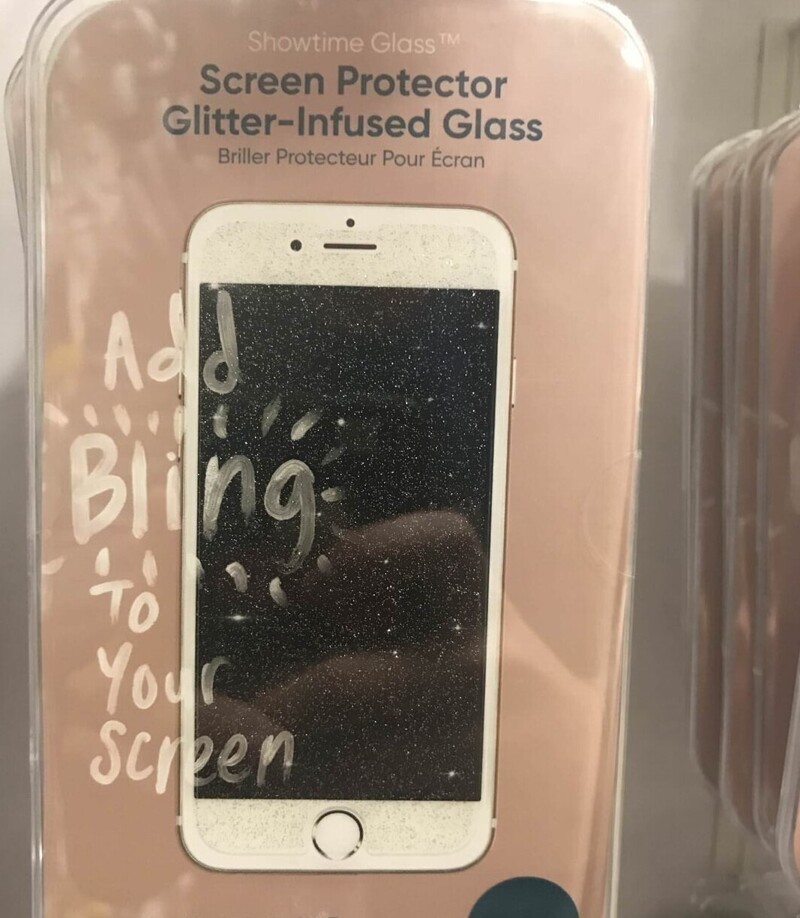 Showtime Glass™
Screen Protector
Glitter-Infused Glass
Briller Protecteur Pour Écran
Add
Bling
To
Your
Screen